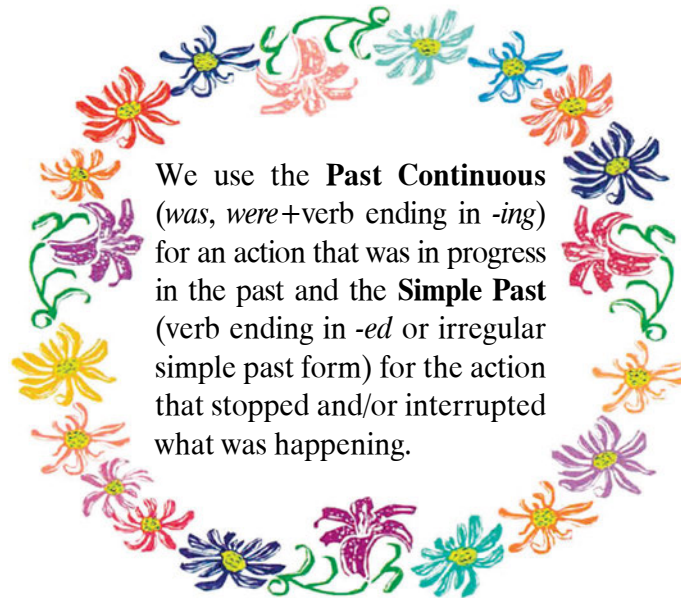 We use the Past Continuous
(was, were+verb ending in -ing)
for an action that was in progress
in the past and the Simple Past
(verb ending in -ed or irregular
simple past form) for the action
that stopped and/or interrupted
what was happening.